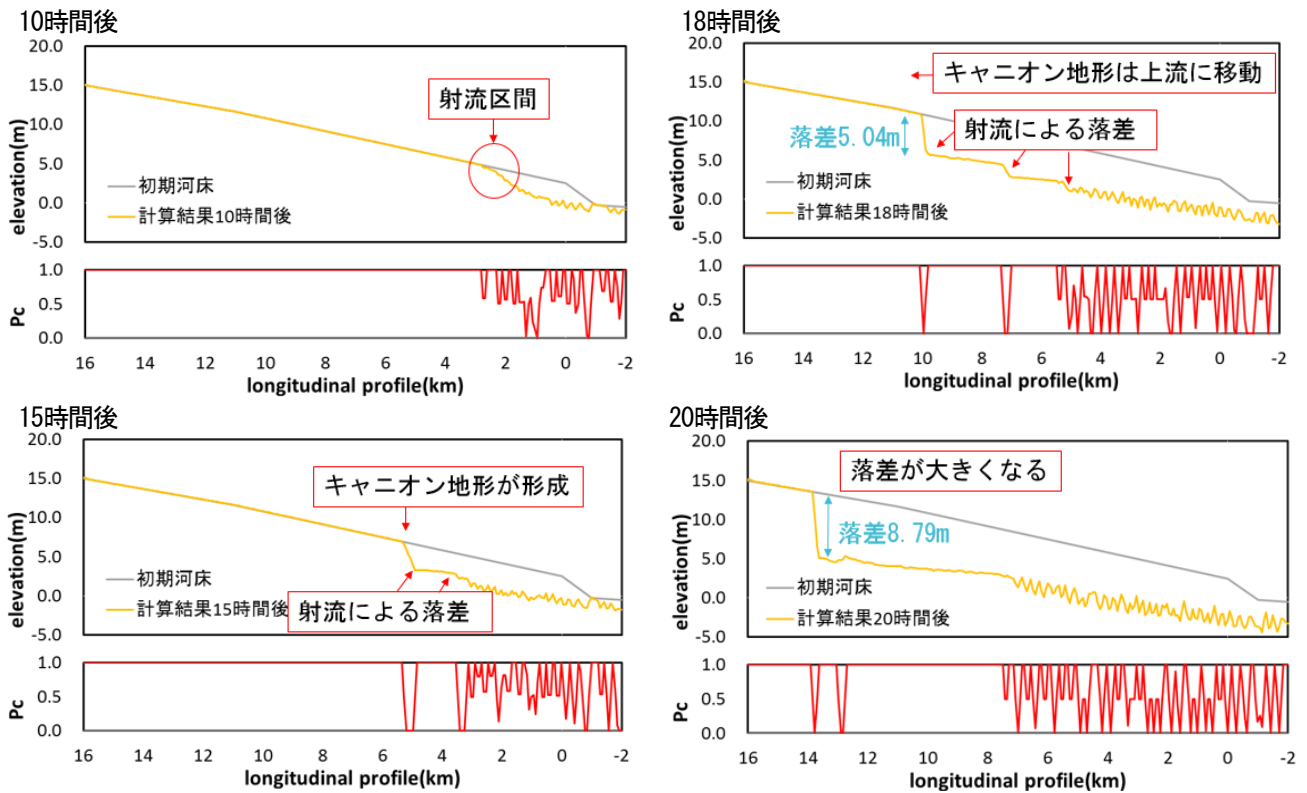 10時間後
20.0
15.0
10.0
5.0
0.0
-5.0
elevation(m)
射流区間
初期河床
計算結果10時間後
1.0
0.5
0.0
Pc
16 14 12 10 8 6 4 2 0 -2
longitudinal profile(km)
18時間後
20.0
15.0
10.0
5.0
0.0
-5.0
elevation(m)
キャニオン地形は上流に移動
落差5.04m
射流による落差
初期河床
計算結果18時間後
1.0
0.5
0.0
Pc
16 14 12 10 8 6 4 2 0 -2
longitudinal profile(km)
15時間後
20.0
15.0
10.0
5.0
0.0
-5.0
elevation(m)
キャニオン地形が形成
初期河床
計算結果15時間後
射流による落差
1.0
0.5
0.0
Pc
16 14 12 10 8 6 4 2 0 -2
longitudinal profile(km)
20時間後
20.0
15.0
10.0
5.0
0.0
-5.0
elevation(m)
落差が大きくなる
落差8.79m
初期河床
計算結果20時間後
1.0
0.5
0.0
Pc
16 14 12 10 8 6 4 2 0 -2
longitudinal profile(km)